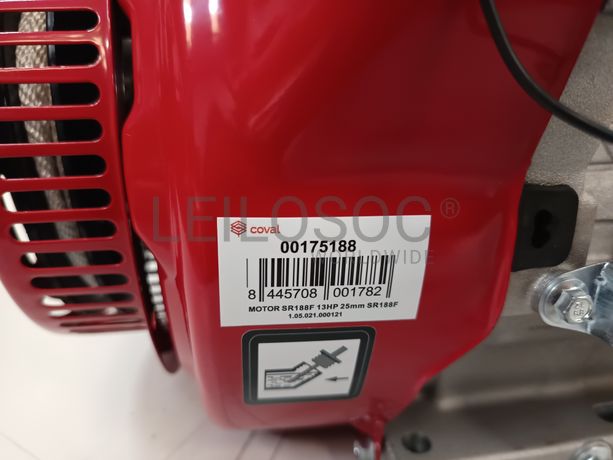 LEILOSOC®
WORLDWIDE
coval
00175188
8 445708 001782
MOTOR SR188F 13HP 25mm SR188F
1.05.021.000121